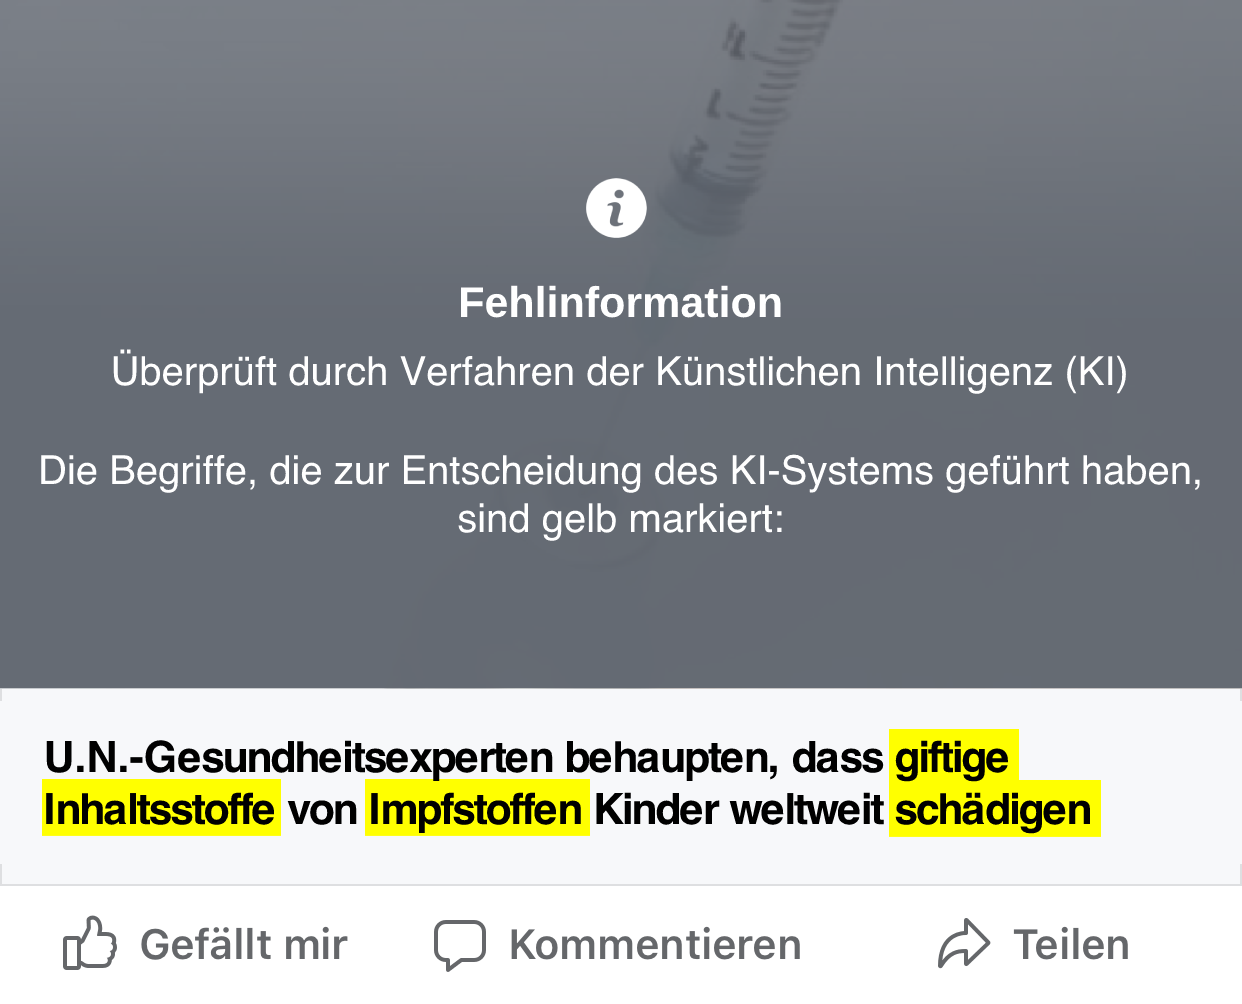 Fehlinformation
Überprüft durch Verfahren der Künstlichen Intelligenz (KI)
Die Begriffe, die zur Entscheidung des KI-Systems geführt haben,
sind gelb markiert:
U.N.-Gesundheitsexperten behaupten, dass giftige
Inhaltsstoffe von Impfstoffen Kinder weltweit schädigen
Gefällt mir Kommentieren Teilen